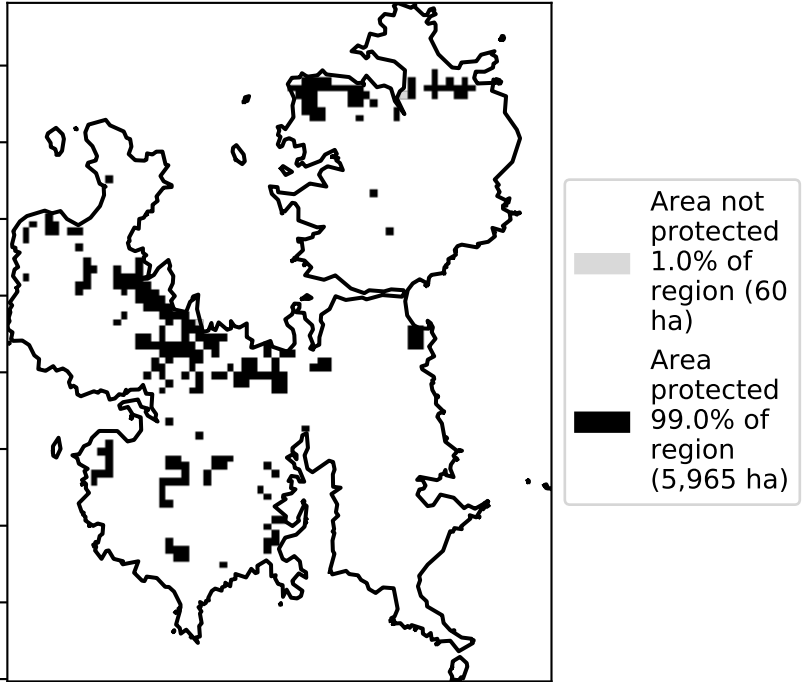 Area not
protected
1.0% of
region (60
ha)
Area
protected
99.0% of
region
(5,965 ha)